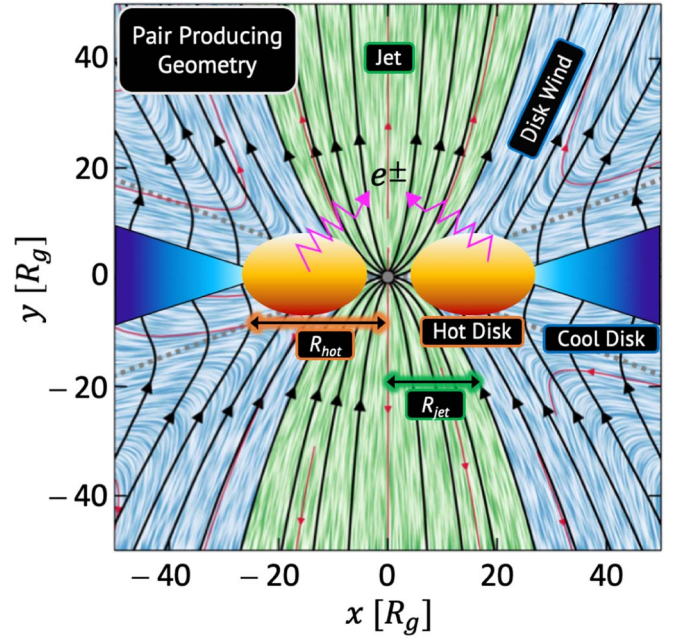 Pair Producing
Geometry
Jet
Disk Wind
e±
Hot Disk
Cool Disk
R_hot
R_jet
40
20
0
−20
−40
y [R_g]
−40
−20
0
20
40
x [R_g]